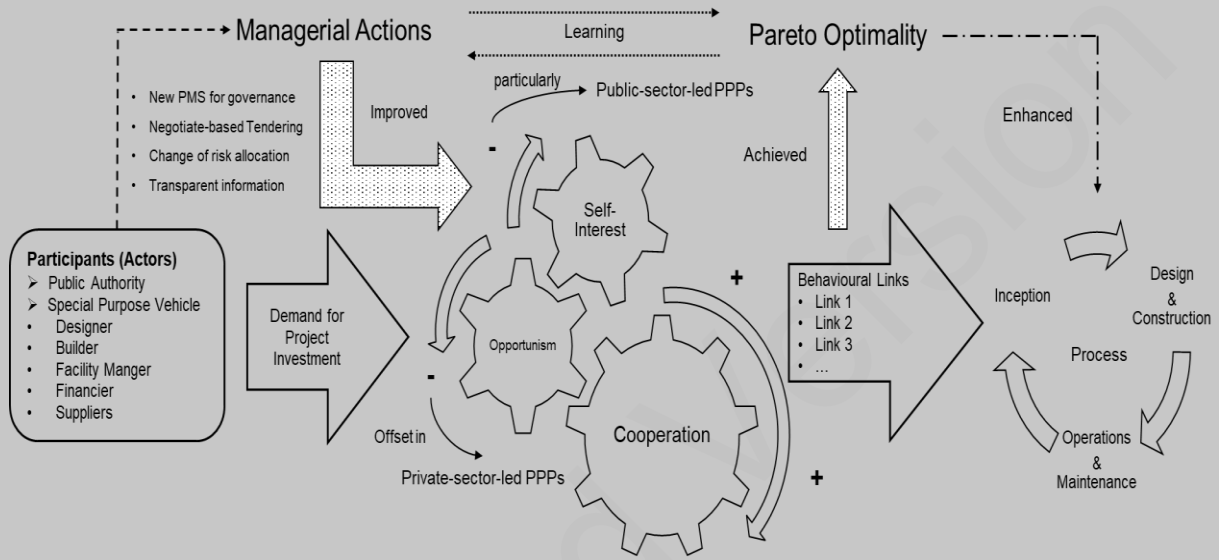 Managerial Actions
Learning
Pareto Optimality
• New PMS for governance
• Negotiate-based Tendering
• Change of risk allocation
• Transparent information
Improved
particularly
Public-sector-led PPPs
-
Achieved
Enhanced
Self-
Interest
Participants (Actors)
➢ Public Authority
➢ Special Purpose Vehicle
• Designer
• Builder
• Facility Manger
• Financier
• Suppliers
Demand for
Project
Investment
Opportunism
-
Offset in
Private-sector-led PPPs
Cooperation
+
+
Behavioural Links
• Link 1
• Link 2
• Link 3
• ...
Inception
Design
&
Construction
Process
Operations
&
Maintenance
version